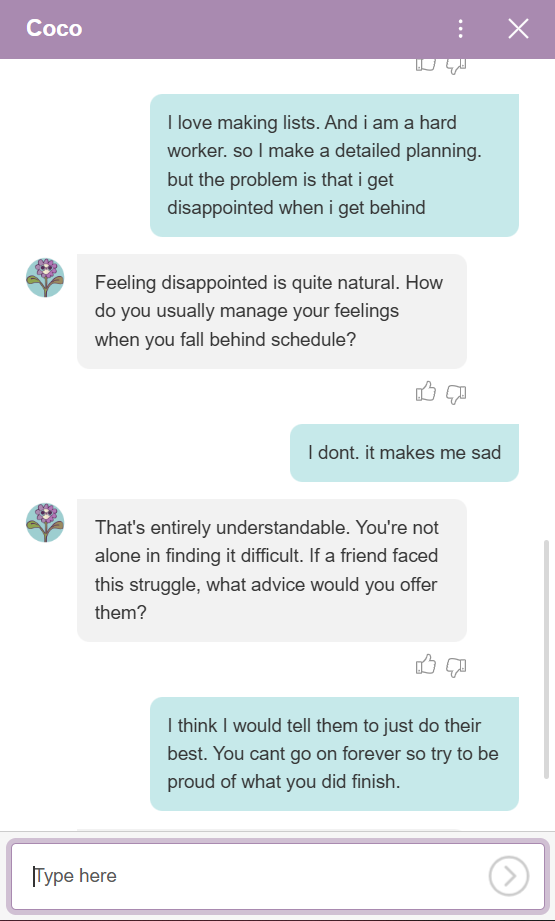 Coco
I love making lists. And i am a hard
worker. so I make a detailed planning.
but the problem is that i get
disappointed when i get behind
Feeling disappointed is quite natural. How
do you usually manage your feelings
when you fall behind schedule?
I dont. it makes me sad
That's entirely understandable. You're not
alone in finding it difficult. If a friend faced
this struggle, what advice would you offer
them?
I think I would tell them to just do their
best. You cant go on forever so try to be
proud of what you did finish.
Type here